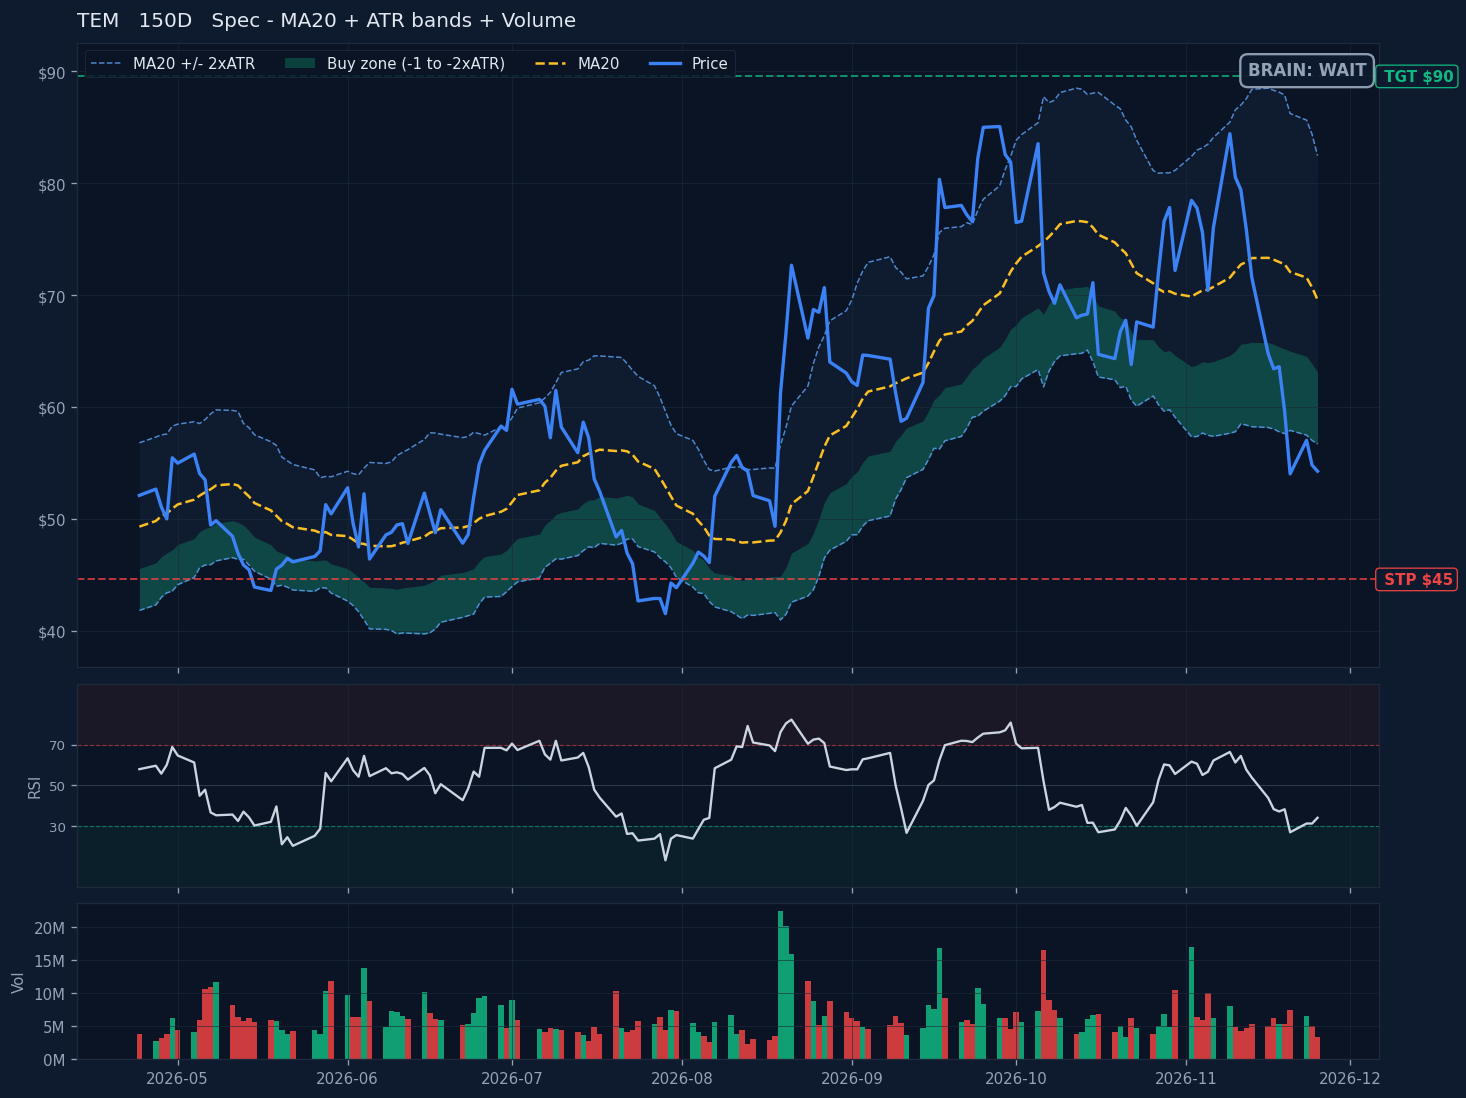 TEM   150D   Spec - MA20 + ATR bands + Volume
MA20 +/- 2xATR
Buy zone (-1 to -2xATR)
MA20
Price
BRAIN: WAIT
TGT $90
STP $45
$90
$80
$70
$60
$50
$40
RSI
70
50
30
Vol
20M
15M
10M
5M
0M
2026-05
2026-06
2026-07
2026-08
2026-09
2026-10
2026-11
2026-12